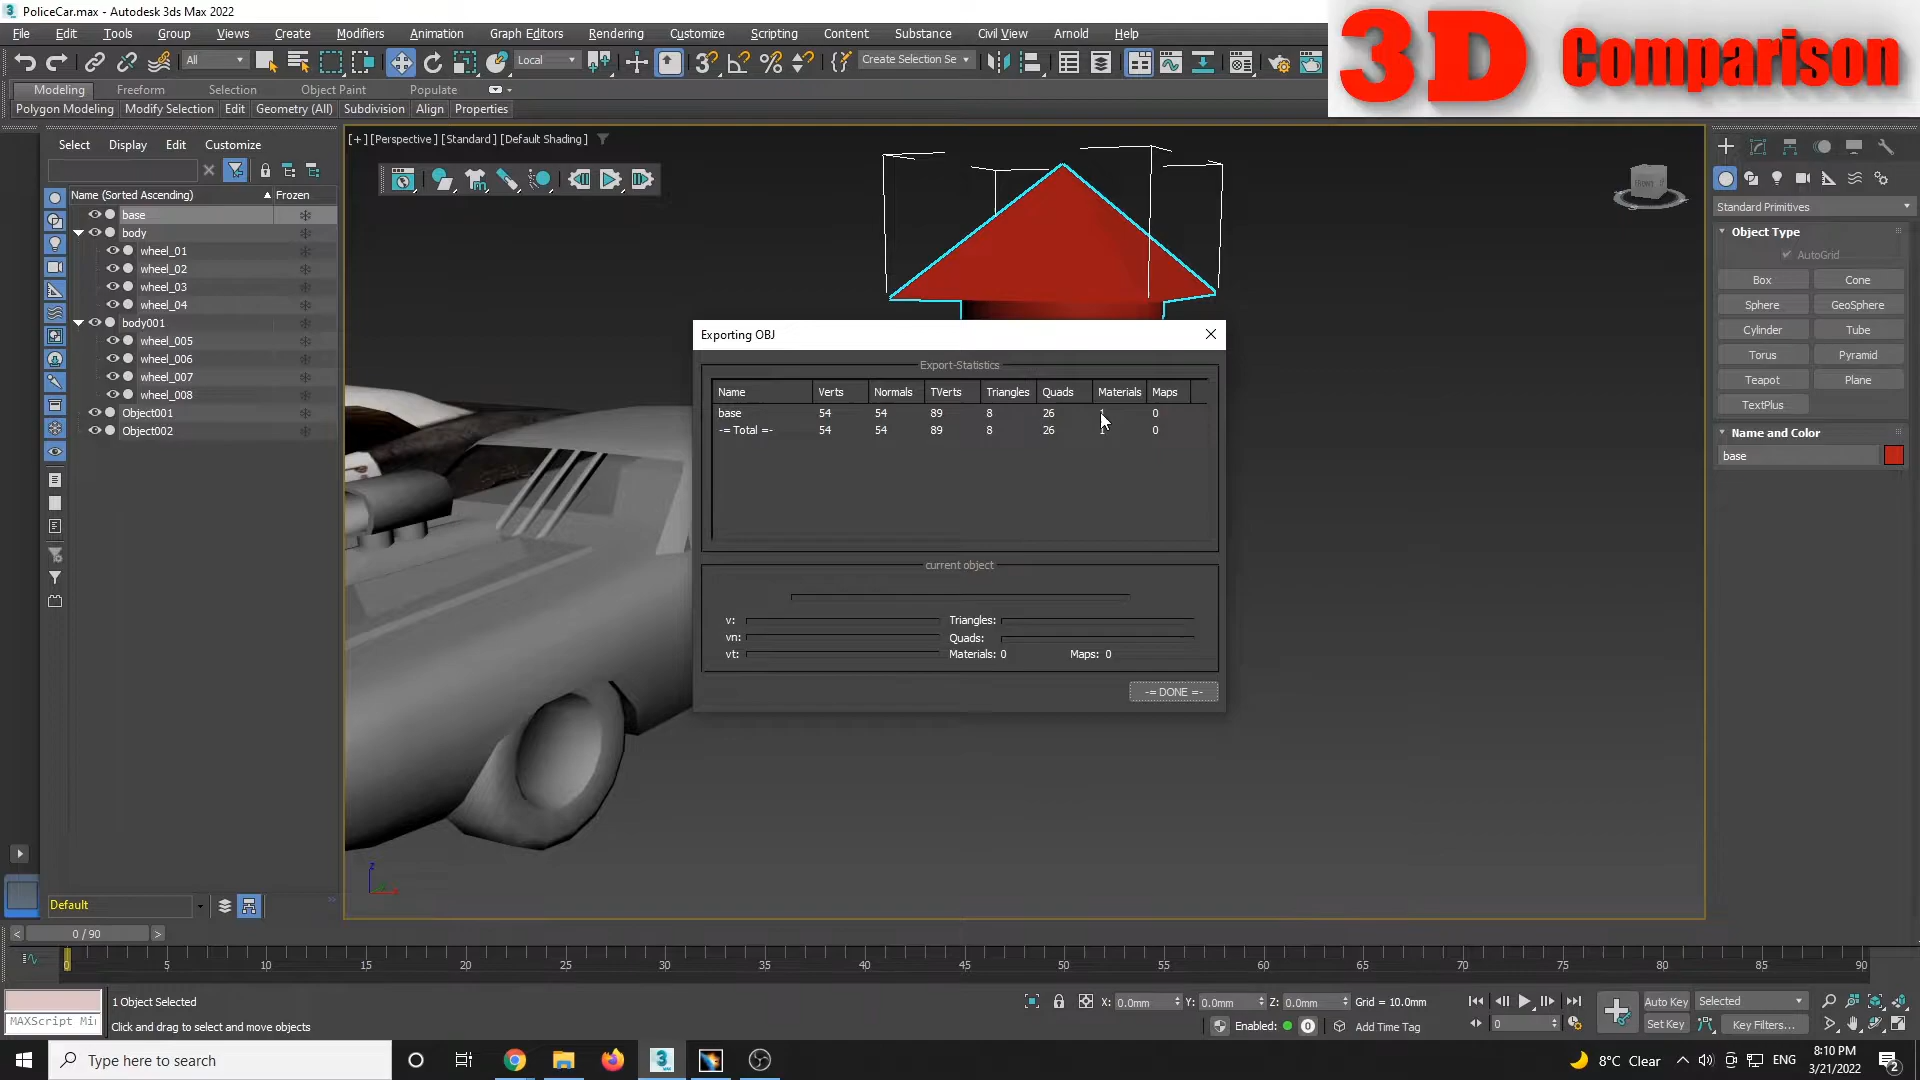 PoliceCar.max - Autodesk 3ds Max 2022
File Edit Tools Group Views Create Modifiers Animation Graph Editors Rendering Customize Scripting Content Civil View Substance Arnold Help
3D Comparison
All
Local
Create Selection Se
Modeling Freeform Selection Object Paint Populate
Polygon Modeling Modify Selection Edit Geometry (All) Subdivision Align Properties
Select Display Edit Customize
[+] [Perspective ] [Standard ] [Default Shading ]
Name (Sorted Ascending) Frozen
base
body
wheel_01
wheel_02
wheel_03
wheel_04
body001
wheel_005
wheel_006
wheel_007
wheel_008
Object001
Object002
FRONT
Exporting OBJ
Export-Statistics
Name Verts Normals TVerts Triangles Quads Materials Maps
base 54 54 89 8 26 1 0
-= Total =- 54 54 89 8 26 1 0
current object
v: Triangles:
vn: Quads:
vt: Materials: 0 Maps: 0
-= DONE =-
Standard Primitives
Object Type
AutoGrid
Box Cone
Sphere GeoSphere
Cylinder Tube
Torus Pyramid
Teapot Plane
TextPlus
Name and Color
base
z
Default
< 0 / 90 >
0 5 10 15 20 25 30 35 40 45 50 55 60 65 70 75 80 85 90
1 Object Selected
X: 0.0mm Y: 0.0mm Z: 0.0mm Grid = 10.0mm
Auto Key Selected
MAXScript Mi
Click and drag to select and move objects
Enabled: 0 Add Time Tag
0
Set Key Key Filters...
Type here to search
8°C Clear
ENG
8:10 PM
3/21/2022
2